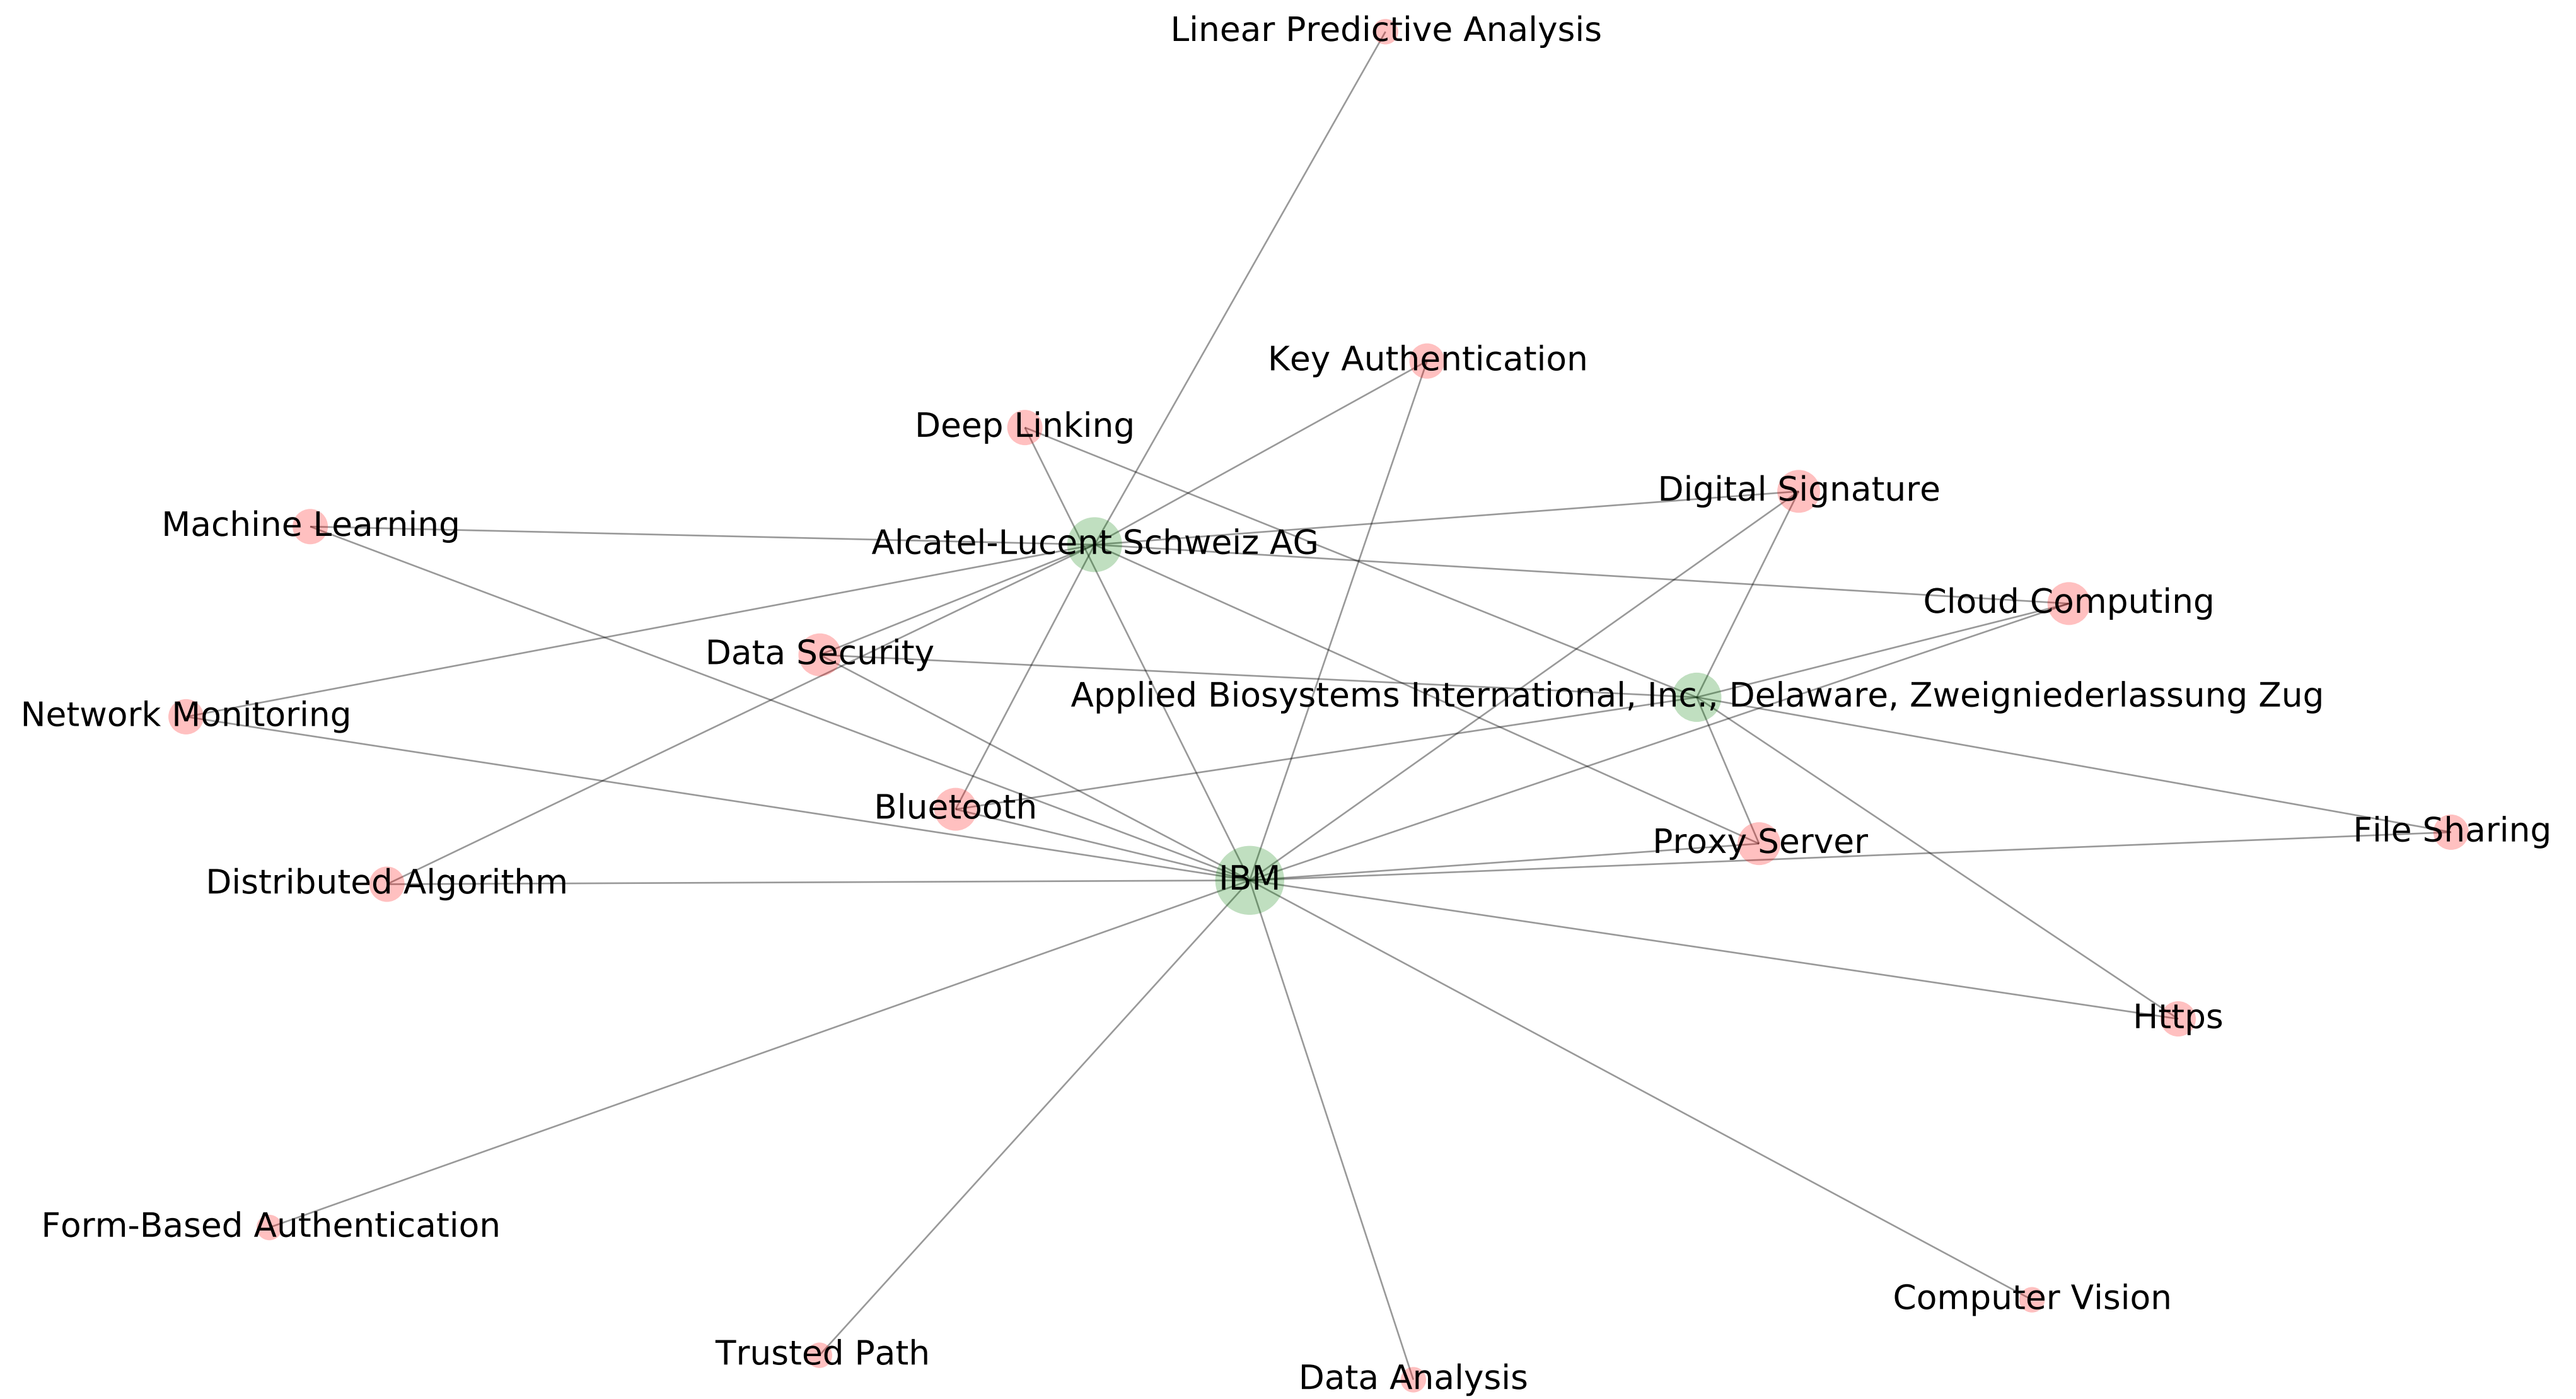 Linear Predictive Analysis
Key Authentication
Deep Linking
Digital Signature
Machine Learning
Alcatel-Lucent Schweiz AG
Cloud Computing
Data Security
Applied Biosystems International, Inc., Delaware, Zweigniederlassung Zug
Network Monitoring
Bluetooth
File Sharing
Proxy Server
IBM
Distributed Algorithm
Https
Form-Based Authentication
Computer Vision
Trusted Path
Data Analysis